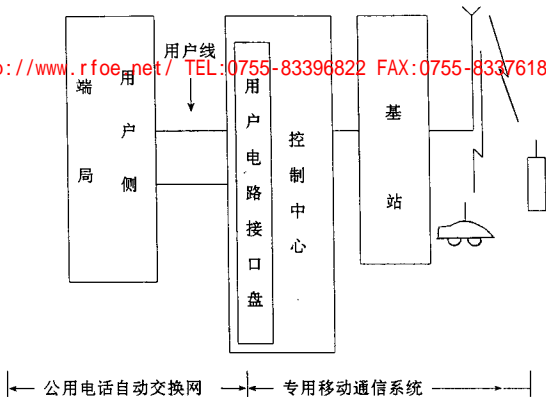 用户线
p://www.rfoe.net/ TEL:0755-83396822 FAX:0755-8337618
端局
用户侧
用户电路接口盘
控制中心
基站
公用电话自动交换网
专用移动通信系统